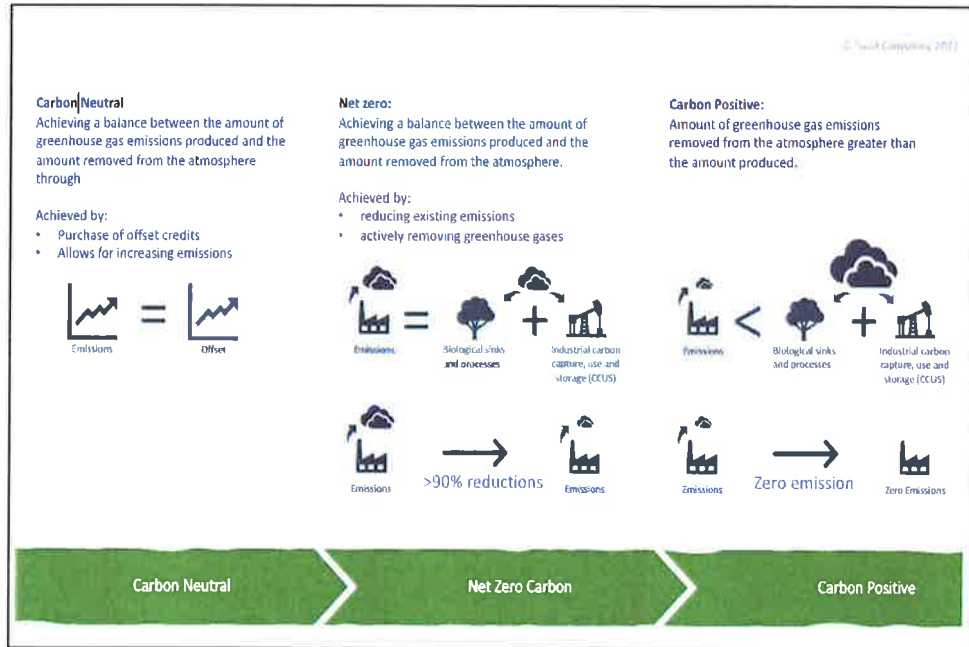 Carbon Neutral
Achieving a balance between the amount of
greenhouse gas emissions produced and the
amount removed from the atmosphere
through
Achieved by:
• Purchase of offset credits
• Allows for increasing emissions
Emissions
Offset
Net zero:
Achieving a balance between the amount of
greenhouse gas emissions produced and the
amount removed from the atmosphere.
Achieved by:
• reducing existing emissions
• actively removing greenhouse gases
Emissions
Biological sinks
and processes
Industrial carbon
capture, use and
storage (CCUS)
Emissions
>90% reductions
Emissions
Carbon Positive:
Amount of greenhouse gas emissions
removed from the atmosphere greater than
the amount produced.
Emissions
Biological sinks
and processes
Industrial carbon
capture, use and
storage (CCUS)
Emissions
Zero emission
Zero Emissions
Carbon Neutral
Net Zero Carbon
Carbon Positive